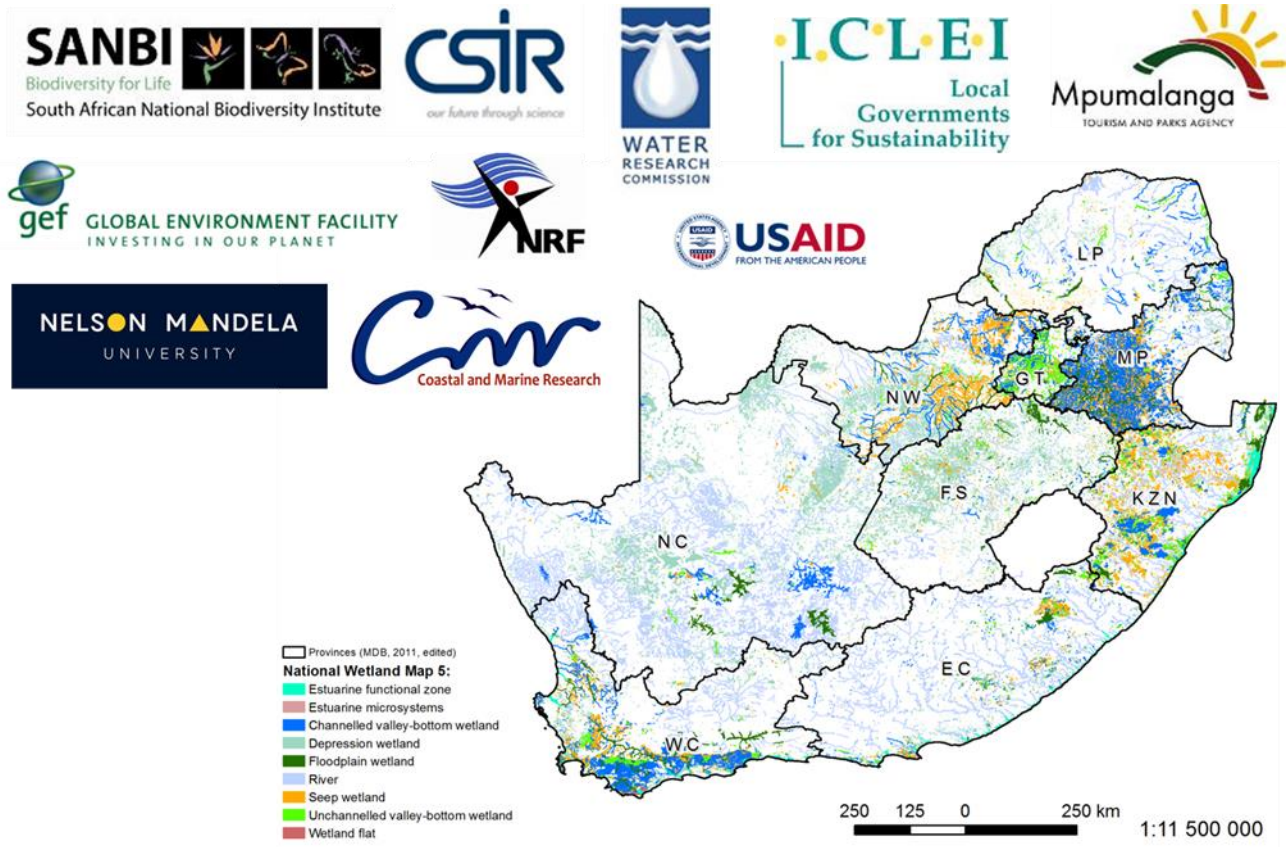 SANBI
Biodiversity for Life
South African National Biodiversity Institute
CSIR
our future through science
WATER
RESEARCH
COMMISSION
I.C.L.E.I
Local
Governments
for Sustainability
Mpumalanga
TOURISM AND PARKS AGENCY
gef GLOBAL ENVIRONMENT FACILITY
INVESTING IN OUR PLANET
NRF
USAID
USAID
FROM THE AMERICAN PEOPLE
NELSON MANDELA
UNIVERSITY
Cmr
Coastal and Marine Research
LP
MP
GT
NW
FS
KZN
NC
EC
WC
Provinces (MDB, 2011, edited)
National Wetland Map 5:
Estuarine functional zone
Estuarine microsystems
Channelled valley-bottom wetland
Depression wetland
Floodplain wetland
River
Seep wetland
Unchannelled valley-bottom wetland
Wetland flat
250 125 0 250 km
1:11 500 000